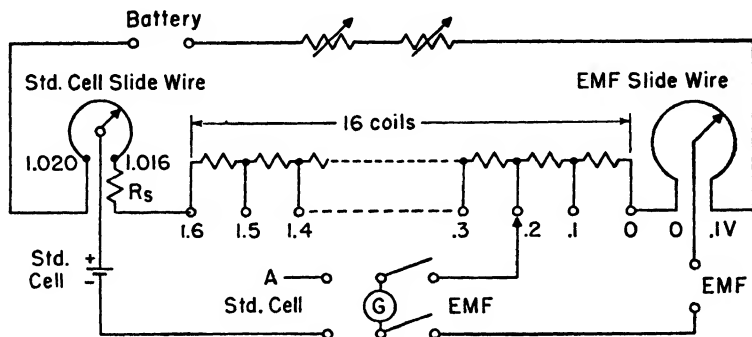 Battery
Std. Cell Slide Wire
EMF Slide Wire
16 coils
1.020
1.016
Rs
1.6
1.5
1.4
.3
.2
.1
0
0
.1V
Std.
Cell
+
-
A
Std. Cell
G
EMF
EMF